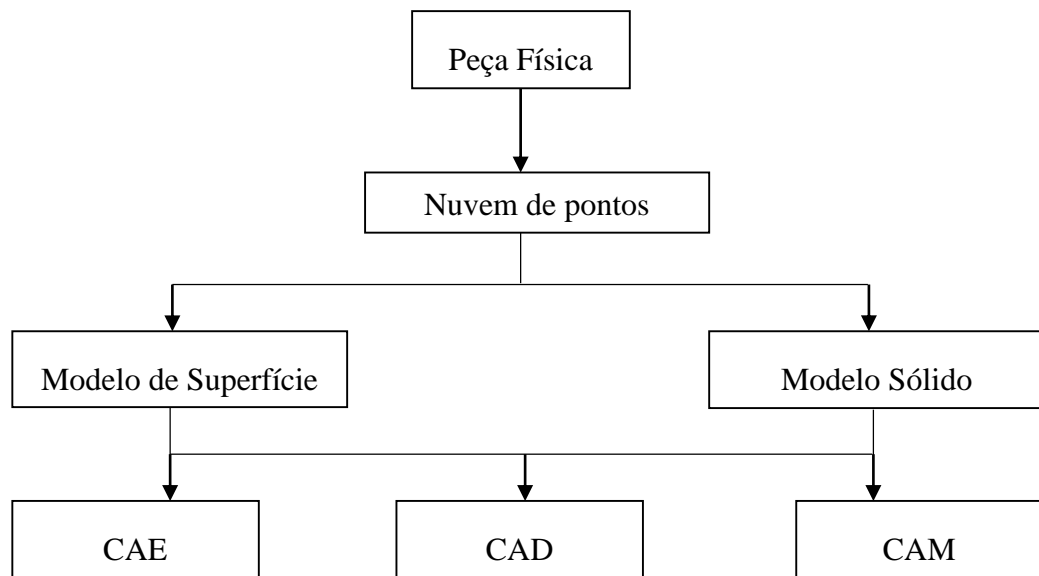 Peça Física
Nuvem de pontos
Modelo de Superfície
Modelo Sólido
CAE
CAD
CAM